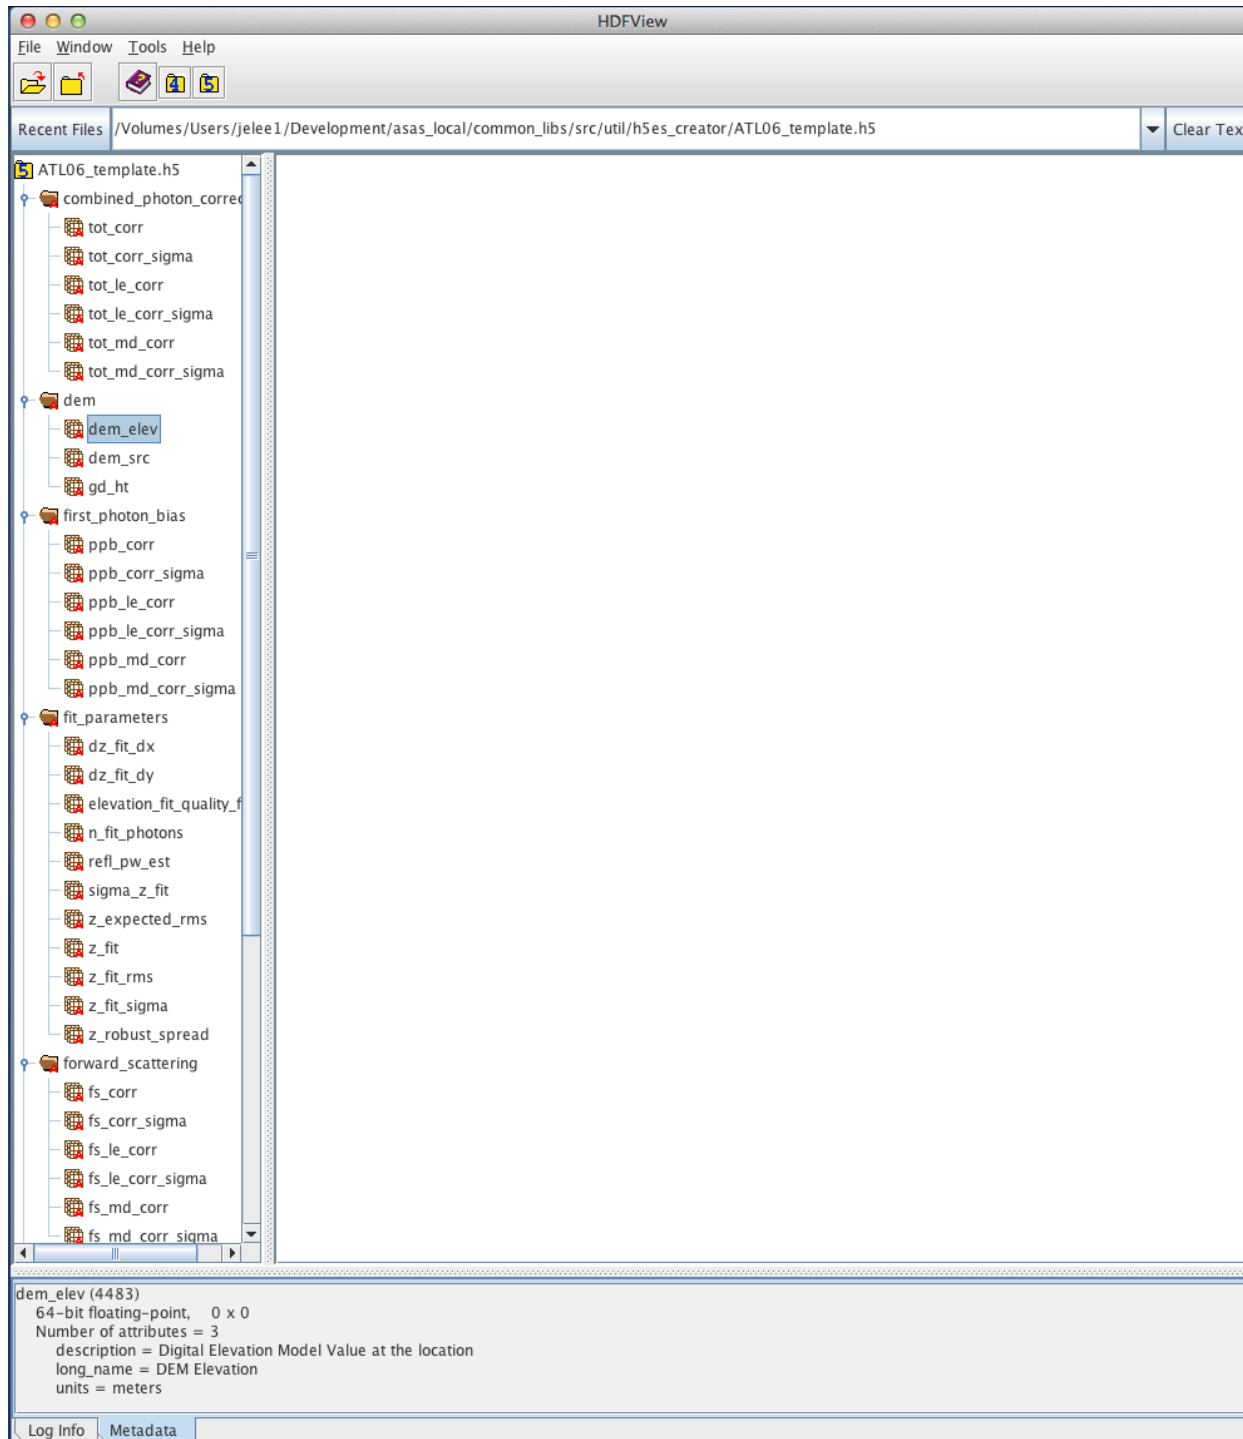 HDFView
File Window Tools Help
4 5
Recent Files /Volumes/Users/jelee1/Development/asas_local/common_libs/src/util/h5es_creator/ATL06_template.h5 Clear Tex
5 ATL06_template.h5
combined_photon_correc
tot_corr
tot_corr_sigma
tot_le_corr
tot_le_corr_sigma
tot_md_corr
tot_md_corr_sigma
dem
dem_elev
dem_src
gd_ht
first_photon_bias
ppb_corr
ppb_corr_sigma
ppb_le_corr
ppb_le_corr_sigma
ppb_md_corr
ppb_md_corr_sigma
fit_parameters
dz_fit_dx
dz_fit_dy
elevation_fit_quality_f
n_fit_photons
refl_pw_est
sigma_z_fit
z_expected_rms
z_fit
z_fit_rms
z_fit_sigma
z_robust_spread
forward_scattering
fs_corr
fs_corr_sigma
fs_le_corr
fs_le_corr_sigma
fs_md_corr
fs_md_corr_sigma
dem_elev (4483)
64-bit floating-point, 0 x 0
Number of attributes = 3
description = Digital Elevation Model Value at the location
long_name = DEM Elevation
units = meters
Log Info Metadata